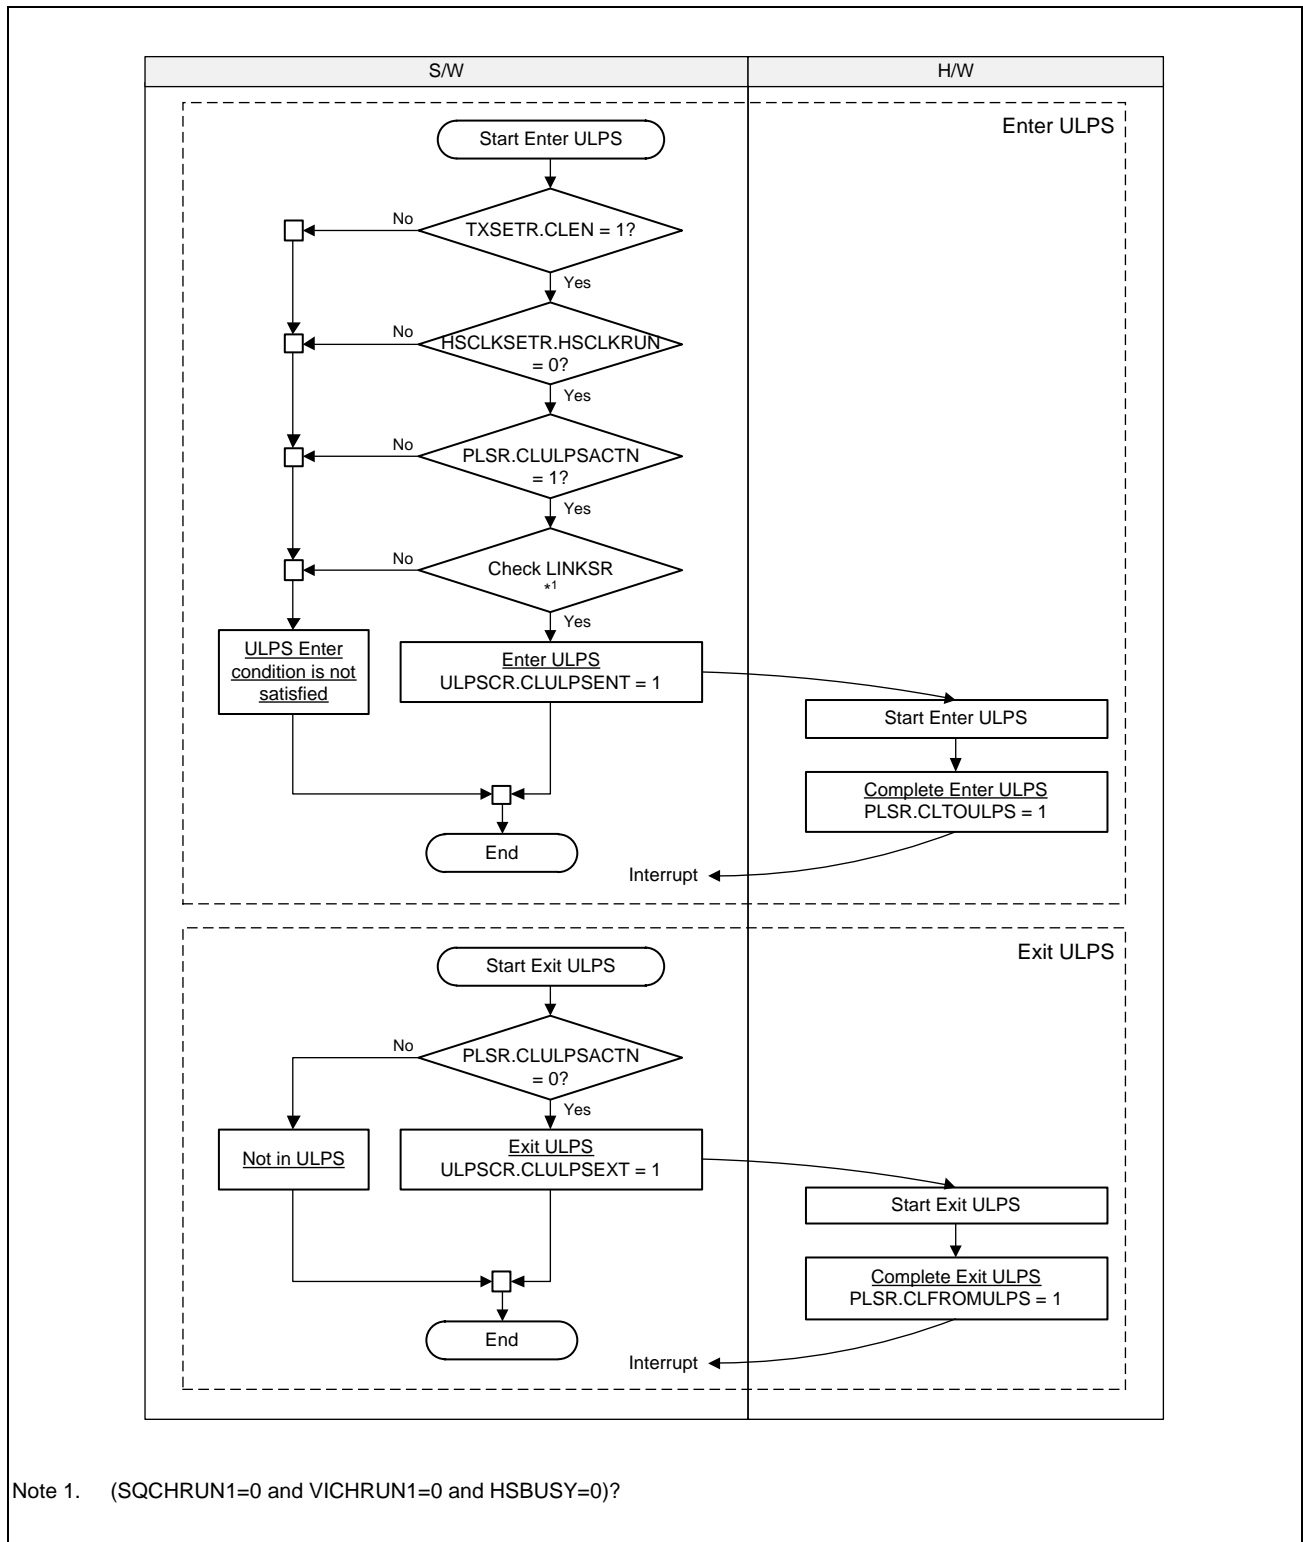 S/W
H/W
Enter ULPS
Start Enter ULPS
No
TXSETR.CLEN = 1?
Yes
No
HSCLKSETR.HSCLKRUN
= 0?
Yes
No
PLSR.CLULPSACTN
= 1?
Yes
No
Check LINKSR
*1
Yes
ULPS Enter
condition is not
satisfied
Enter ULPS
ULPSCR.CLULPSENT = 1
Start Enter ULPS
Complete Enter ULPS
PLSR.CLTOULPS = 1
End
Interrupt
Exit ULPS
Start Exit ULPS
No
PLSR.CLULPSACTN
= 0?
Yes
Not in ULPS
Exit ULPS
ULPSCR.CLULPSEXT = 1
Start Exit ULPS
Complete Exit ULPS
PLSR.CLFROMULPS = 1
End
Interrupt
Note 1. (SQCHRUN1=0 and VICHRUN1=0 and HSBUSY=0)?